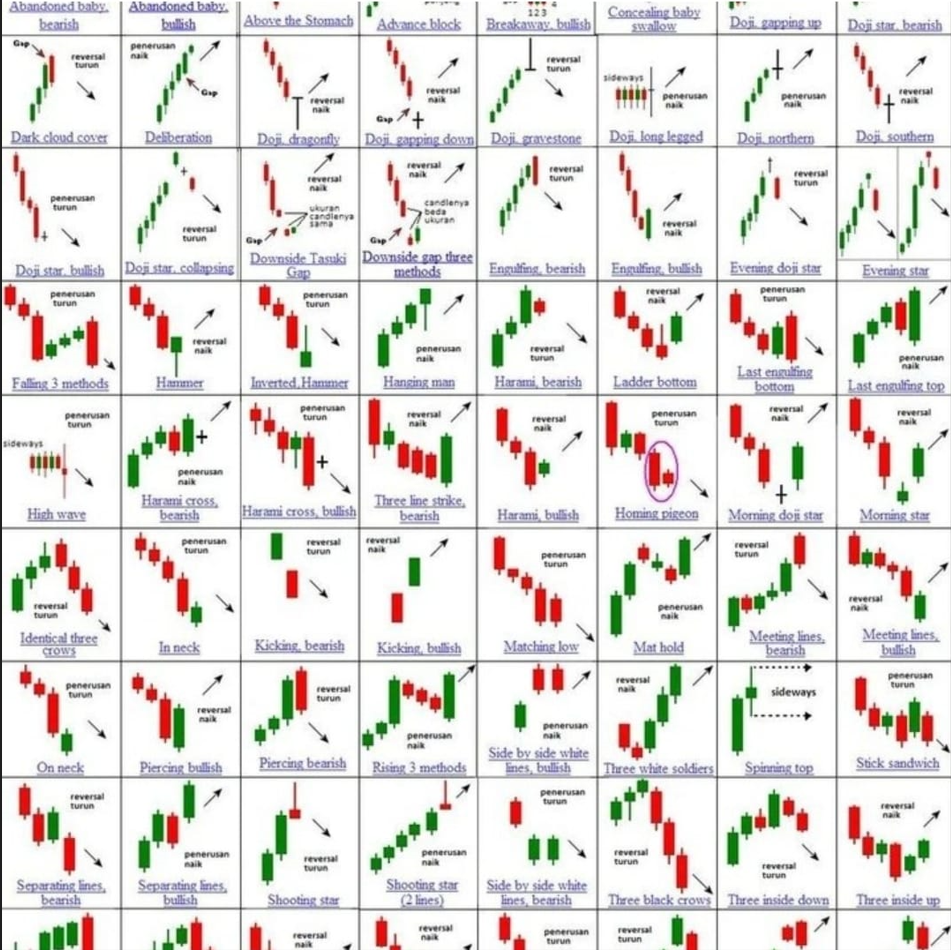 Abandoned baby, bearish
Abandoned baby, bullish
Above the Stomach
Advance block
1 2 3
Breakaway, bullish
Concealing baby swallow
Doji, gapping up
Doji star, bearish
Gap
reversal turun
Dark cloud cover
penerusan naik
Gap
Deliberation
reversal naik
Doji, dragonfly
reversal naik
Gap
Doji, gapping down
reversal turun
Doji, gravestone
sideways
penerusan naik
Doji, long legged
penerusan naik
Doji, northern
reversal naik
Doji, southern
penerusan turun
Doji star, bullish
reversal turun
Doji star, collapsing
reversal naik
ukuran candlenya sama
Gap
Downside Tasuki Gap
reversal naik
candlenya beda ukuran
Gap
Downside gap three methods
Engulfing, bearish
reversal naik
Engulfing, bullish
reversal turun
Evening doji star
Evening star
penerusan turun
Falling 3 methods
reversal naik
Hammer
penerusan turun
Inverted, Hammer
penerusan naik
Hanging man
reversal turun
Harami, bearish
reversal naik
Ladder bottom
penerusan turun
Last engulfing bottom
penerusan naik
Last engulfing top
sideways
penerusan turun
High wave
penerusan naik
Harami cross, bearish
penerusan turun
Harami cross, bullish
reversal naik
Three line strike, bearish
reversal naik
Harami, bullish
penerusan turun
Homing pigeon
reversal naik
Morning doji star
reversal naik
Morning star
reversal turun
Identical three crows
penerusan turun
In neck
reversal turun
Kicking, bearish
reversal naik
Kicking, bullish
penerusan turun
Matching low
penerusan naik
Mat hold
reversal turun
Meeting lines, bearish
reversal naik
Meeting lines, bullish
penerusan turun
On neck
reversal naik
Piercing bullish
reversal turun
Piercing bearish
penerusan naik
Rising 3 methods
penerusan naik
Side by side white lines, bullish
reversal naik
Three white soldiers
sideways
Spinning top
penerusan turun
Stick sandwich
reversal turun
Separating lines, bearish
penerusan naik
Separating lines, bullish
reversal turun
Shooting star
penerusan naik
Shooting star (2 lines)
penerusan turun
Side by side white lines, bearish
reversal turun
Three black crows
reversal turun
Three inside down
reversal naik
Three inside up